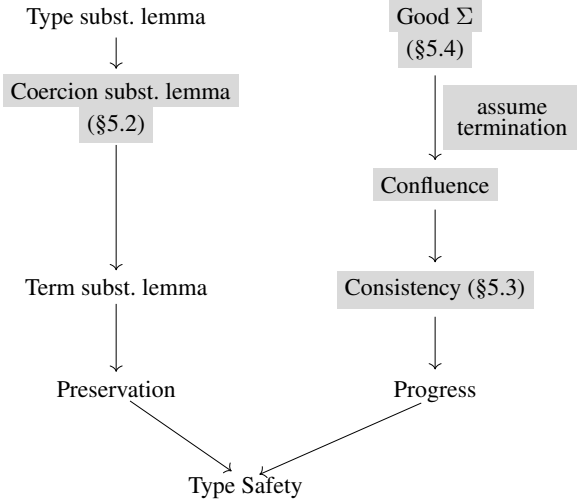 Type subst. lemma
Coercion subst. lemma
(§5.2)
Term subst. lemma
Preservation
Good Σ
(§5.4)
assume
termination
Confluence
Consistency (§5.3)
Progress
Type Safety